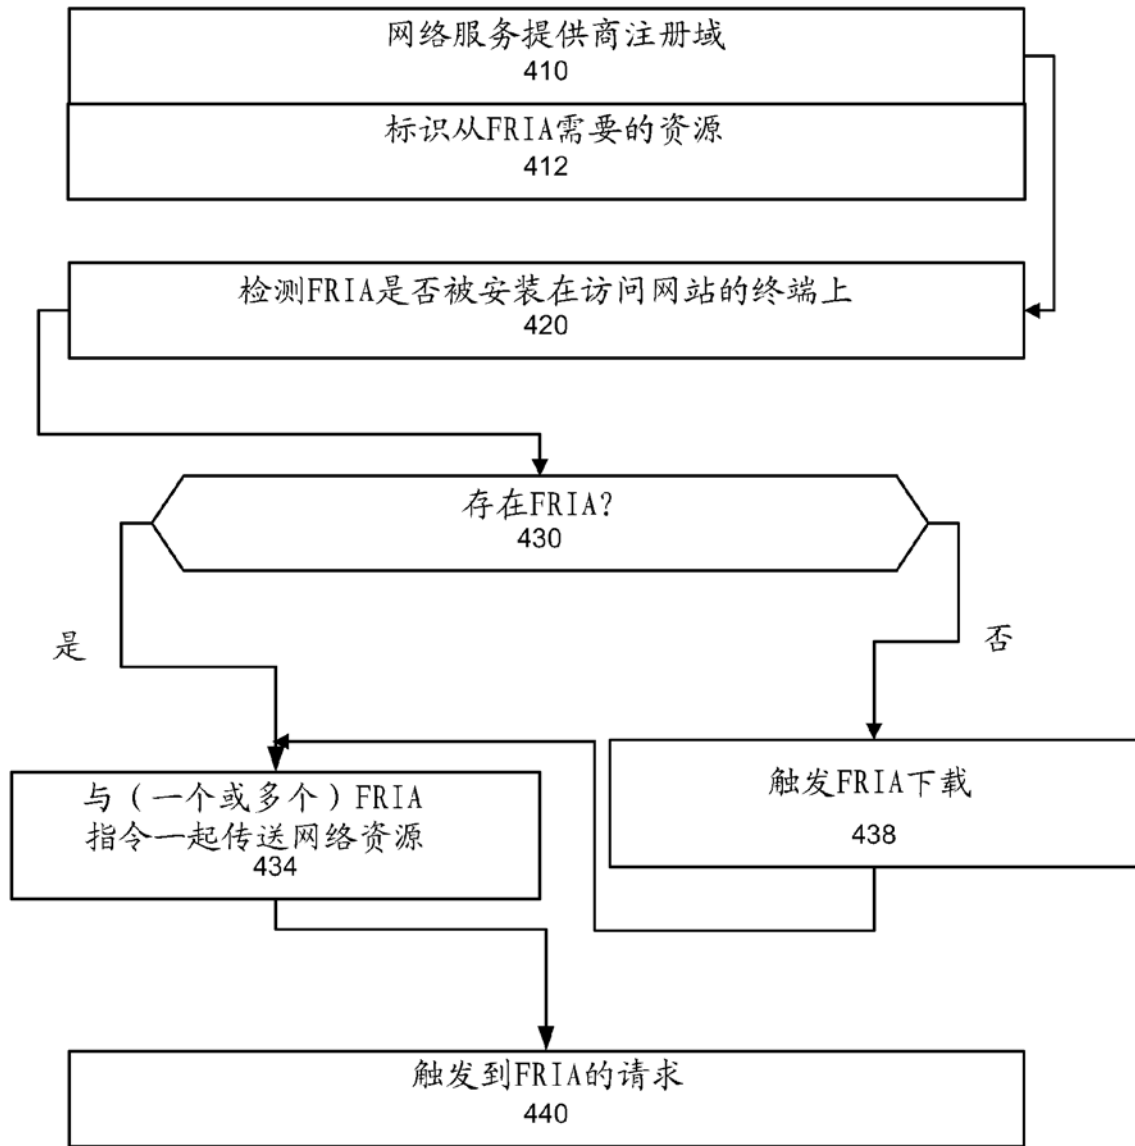 网络服务提供商注册域
410
标识从FRIA需要的资源
412
检测FRIA是否被安装在访问网站的终端上
420
存在FRIA?
430
是
否
与（一个或多个）FRIA
指令一起传送网络资源
434
触发FRIA下载
438
触发到FRIA的请求
440